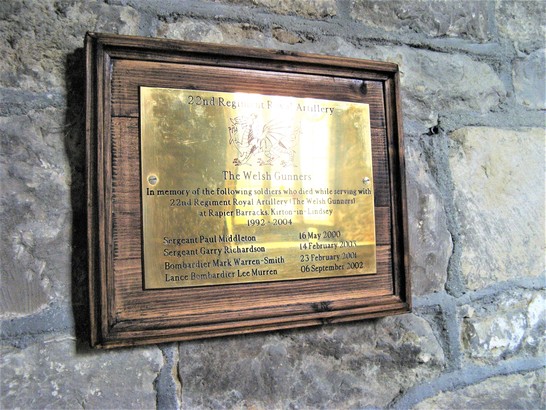 22nd Regiment Royal Artillery
The Welsh Gunners
In memory of the following soldiers who died while serving with
22nd Regiment Royal Artillery (The Welsh Gunners)
at Rapier Barracks, Kirton-in-Lindsey
1992 - 2004
Sergeant Paul Middleton 16 May 2000
Sergeant Garry Richardson 14 February
Bombardier Mark Warren-Smith 23 February 2001
Lance Bombardier Lee Murren 06 September 2002